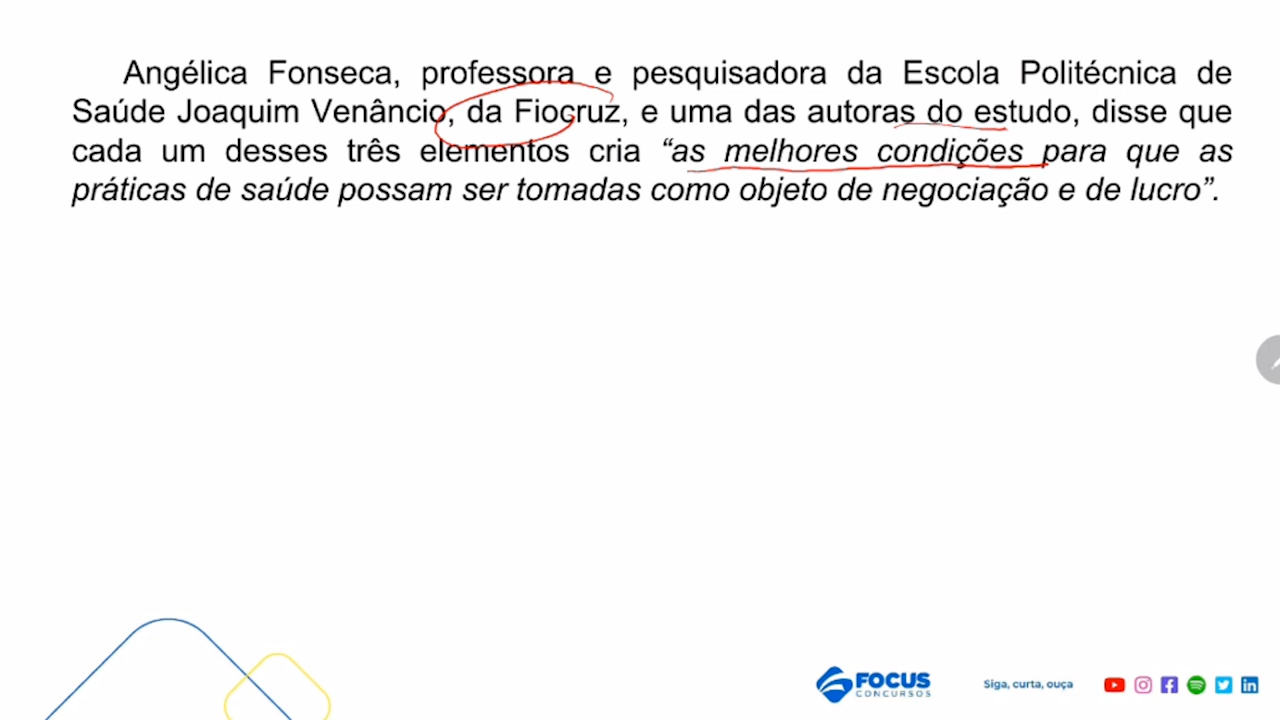 Angélica Fonseca, professora e pesquisadora da Escola Politécnica de
Saúde Joaquim Venâncio, da Fiocruz, e uma das autoras do estudo, disse que
cada um desses três elementos cria “as melhores condições para que as
práticas de saúde possam ser tomadas como objeto de negociação e de lucro”.
FOCUS
CONCURSOS
Siga, curta, ouça